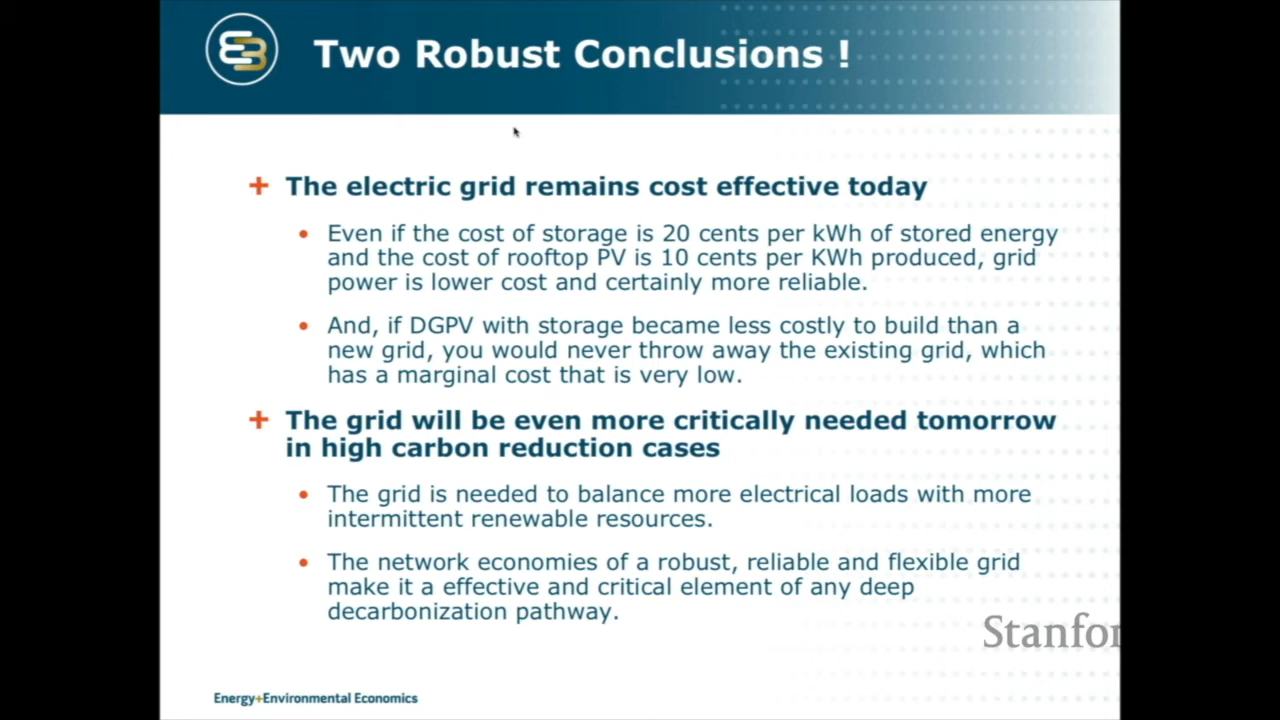 Two Robust Conclusions !
+ The electric grid remains cost effective today
• Even if the cost of storage is 20 cents per kWh of stored energy
and the cost of rooftop PV is 10 cents per KWh produced, grid
power is lower cost and certainly more reliable.
• And, if DGPV with storage became less costly to build than a
new grid, you would never throw away the existing grid, which
has a marginal cost that is very low.
+ The grid will be even more critically needed tomorrow
in high carbon reduction cases
• The grid is needed to balance more electrical loads with more
intermittent renewable resources.
• The network economies of a robust, reliable and flexible grid
make it a effective and critical element of any deep
decarbonization pathway.
Stanfor
Energy+Environmental Economics